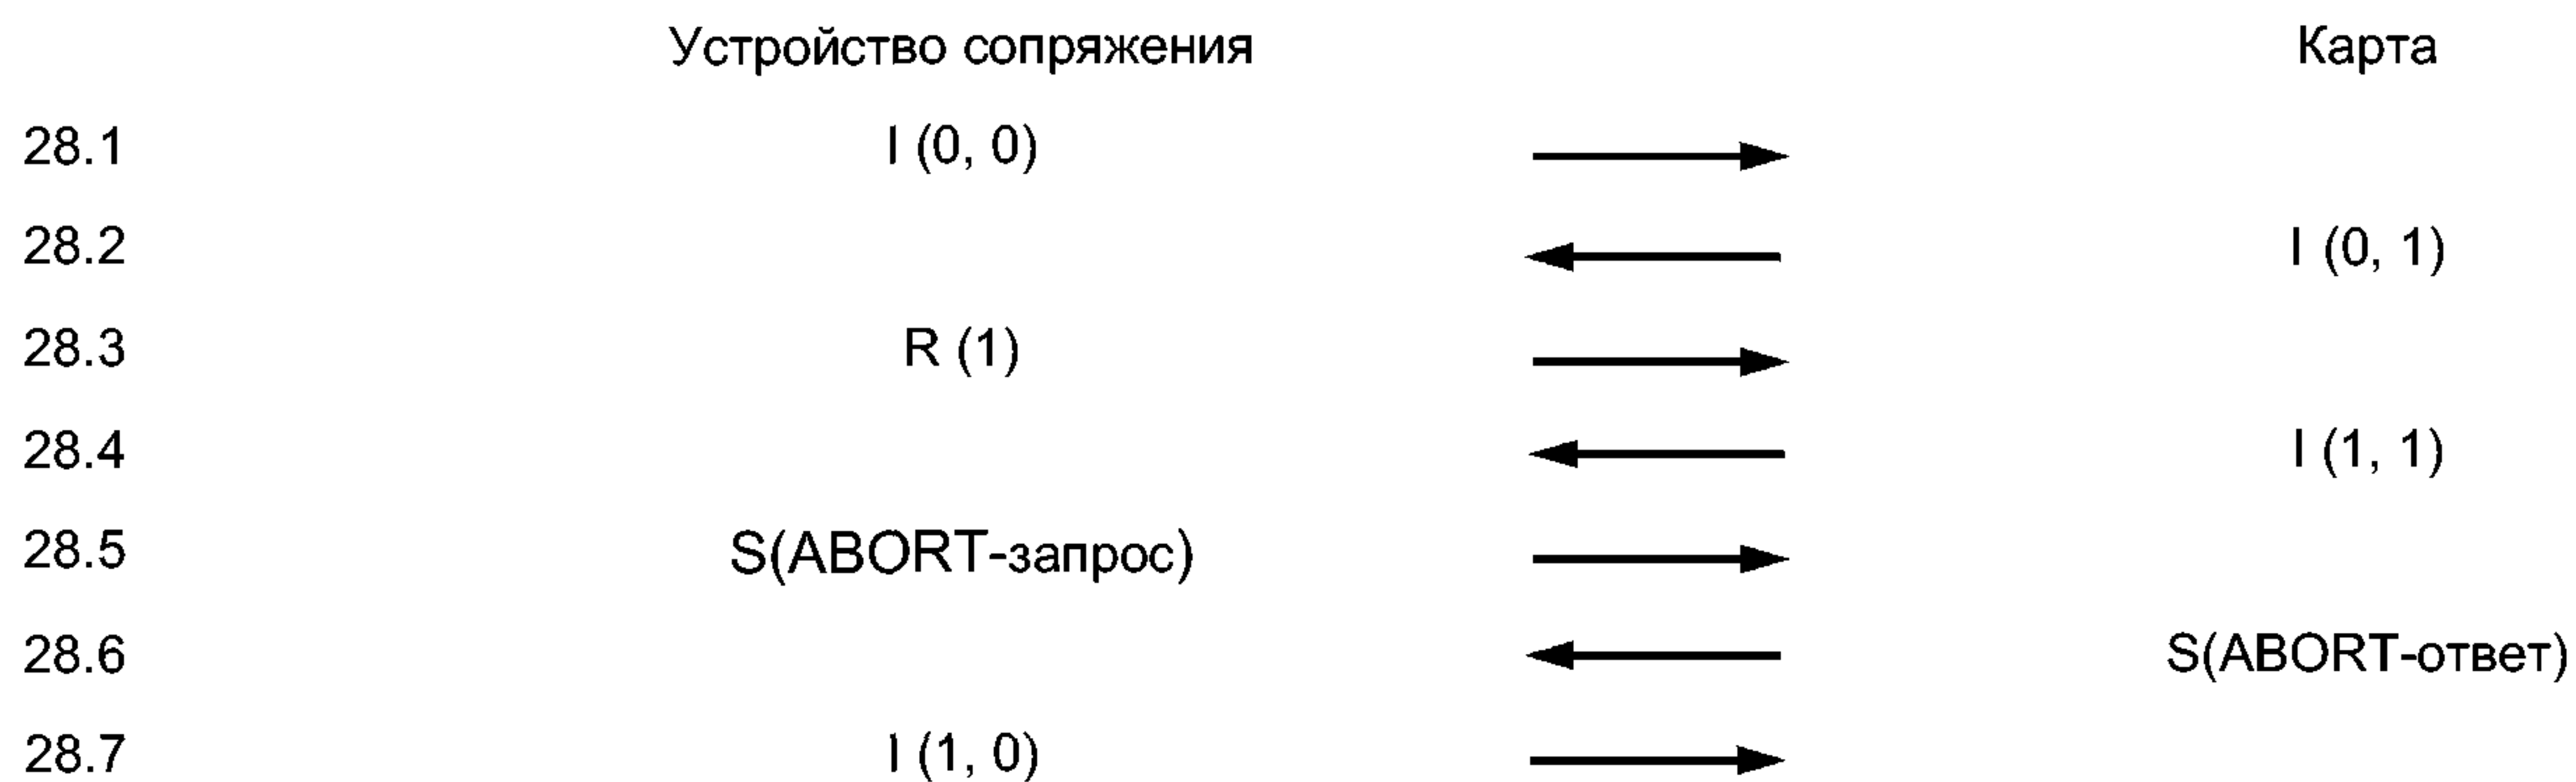 Устройство сопряжения Карта
28.1 I (0, 0)
28.2 I (0, 1)
28.3 R (1)
28.4 I (1, 1)
28.5 S(ABORT-запрос)
28.6 S(ABORT-ответ)
28.7 I (1, 0)